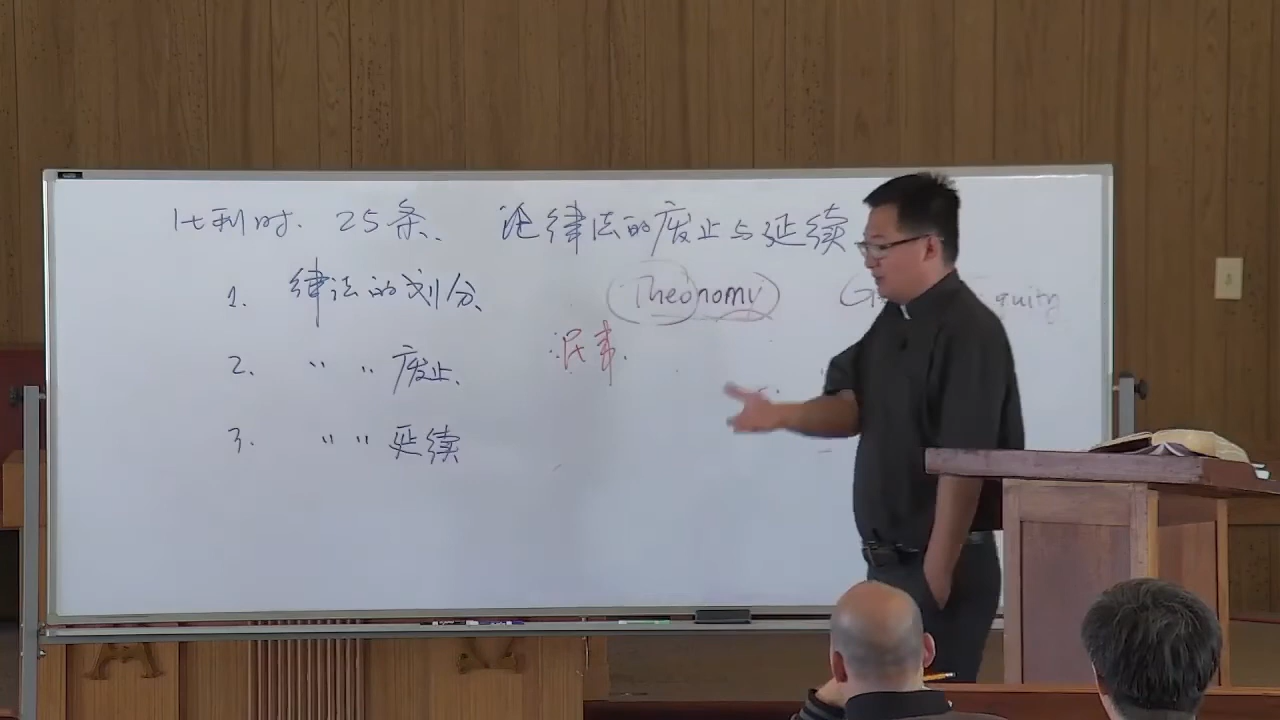 比利时. 25条. 论律法的废止与延续
1. 律法的划分.
(Theonomy)
G quity
民事.
2. " " 废止.
3. " " 延续